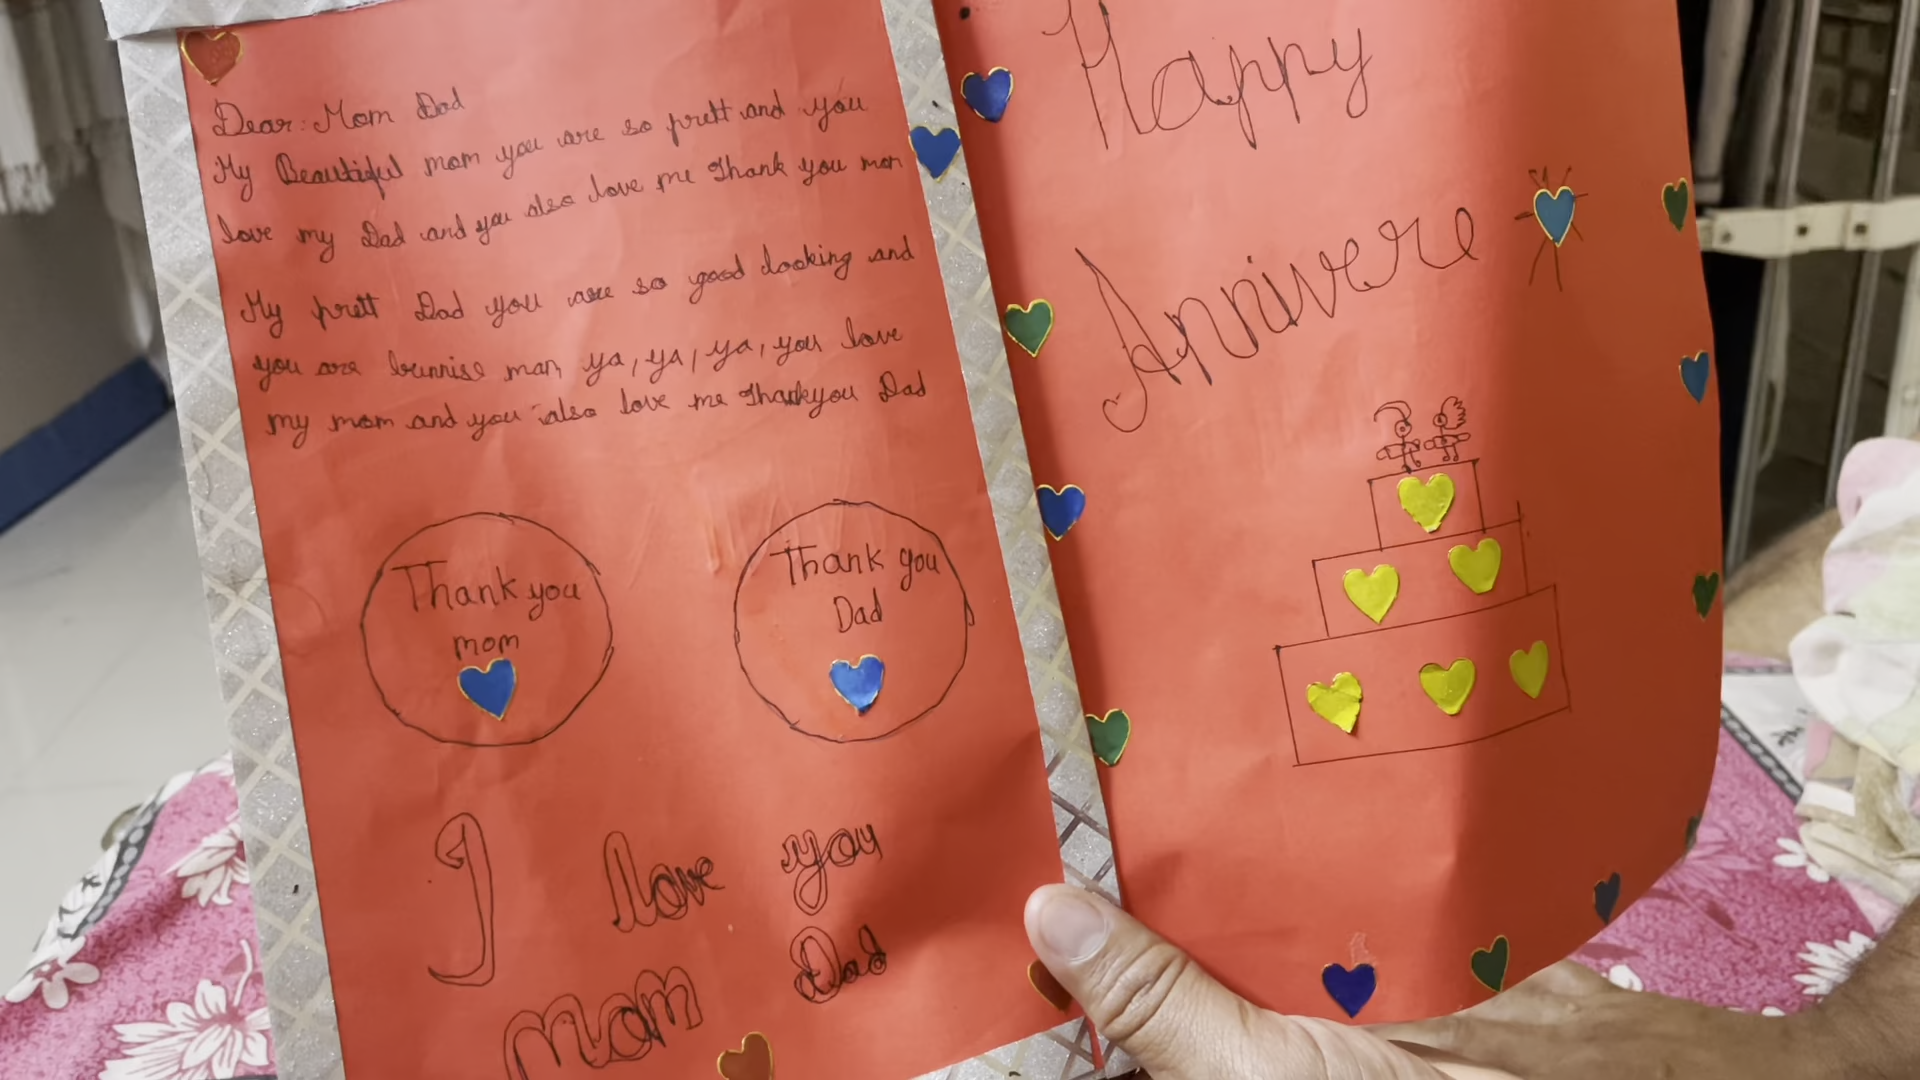 Dear: Mom Dad
My Beautiful mom you are so prett and you
love my Dad and you also love me Thank you mom
My prett Dad you are so good looking and
you are man ya, ya, ya, you love
my mom and you also love me Thankyou Dad
Thank you
mom
Thank you
Dad
I love you
mom Dad
Happy
Annivere